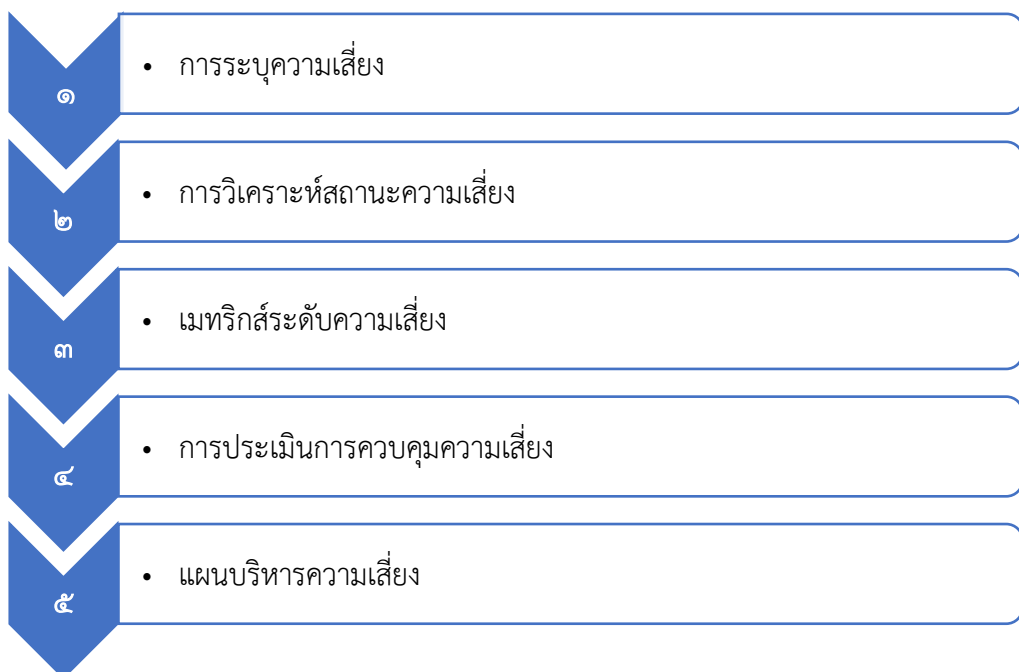 ๑
• การระบุความเสี่ยง
๒
• การวิเคราะห์สถานะความเสี่ยง
๓
• เมทริกส์ระดับความเสี่ยง
๔
• การประเมินการควบคุมความเสี่ยง
๕
• แผนบริหารความเสี่ยง